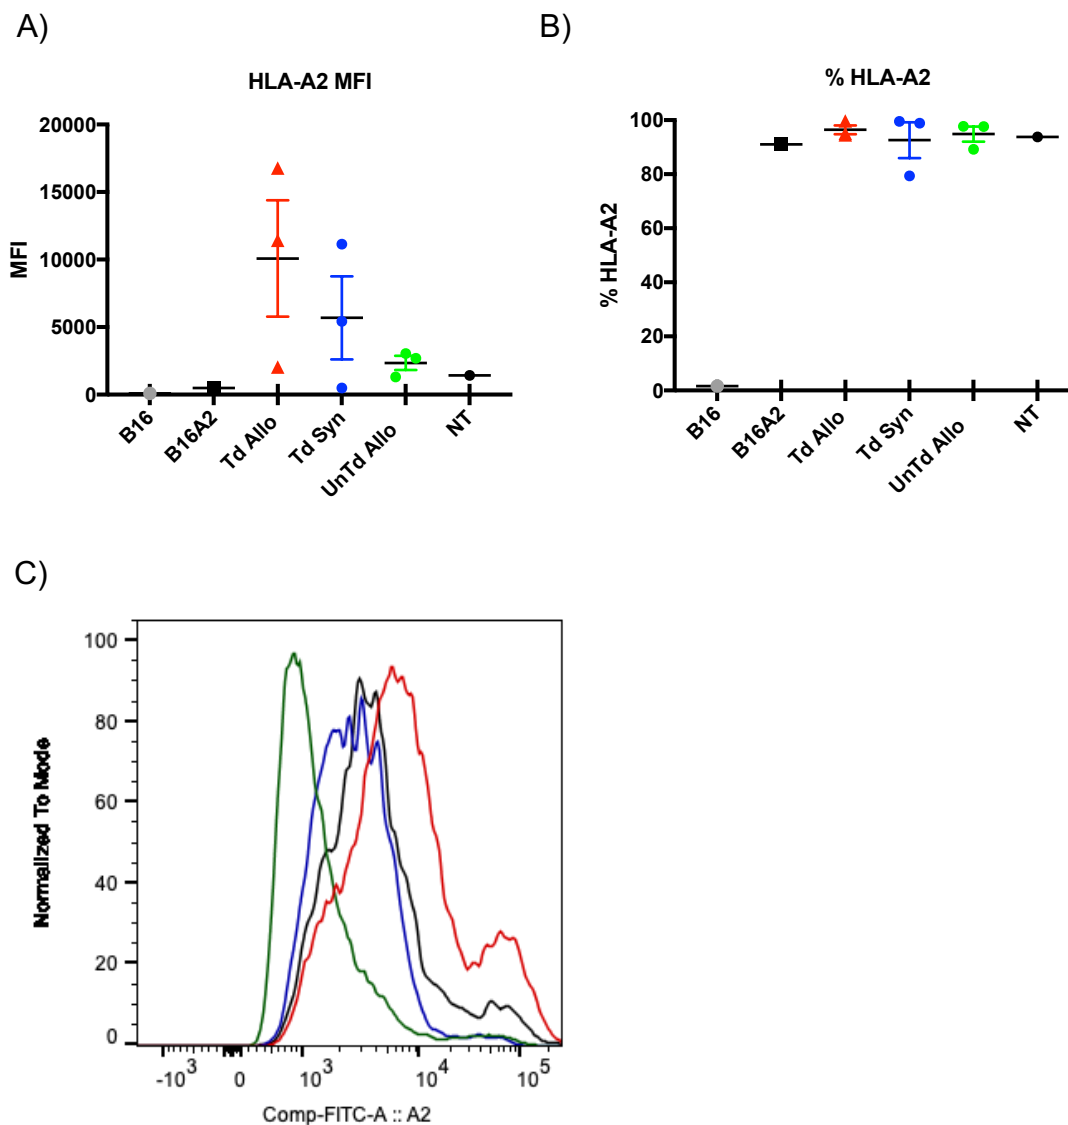 A)
B)
HLA-A2 MFI
% HLA-A2
20000
15000
10000
5000
0
MFI
B16
B16A2
Td Allo
Td Syn
UnTd Allo
NT
100
80
60
40
20
0
% HLA-A2
B16
B16A2
Td Allo
Td Syn
UnTd Allo
NT
C)
100
80
60
40
20
0
Normalized To Mode
-10³
0
10³
10⁴
10⁵
Comp-FITC-A :: A2